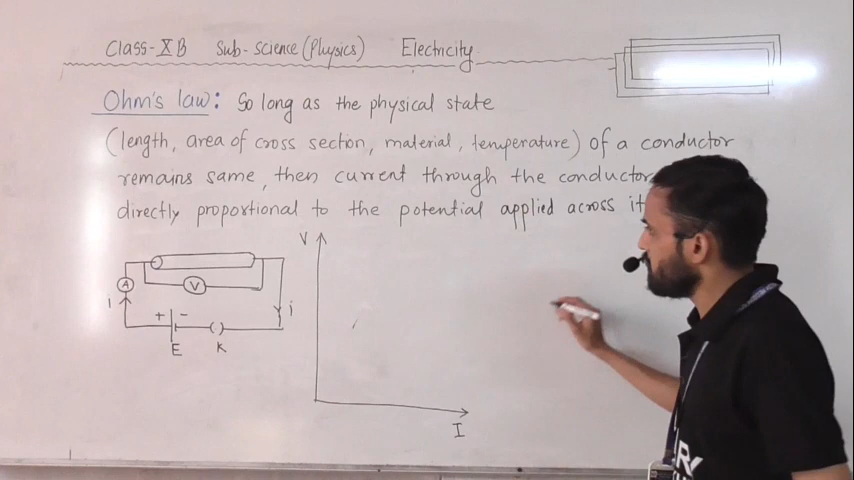 Class-XB Sub-science (Physics) Electricity
Ohm's law: So long as the physical state
(length, area of cross section, material, temperature) of a conductor
remains same, then current through the conductor
directly proportional to the potential applied across it
V
A
V
i
i
+ -
E
K
I